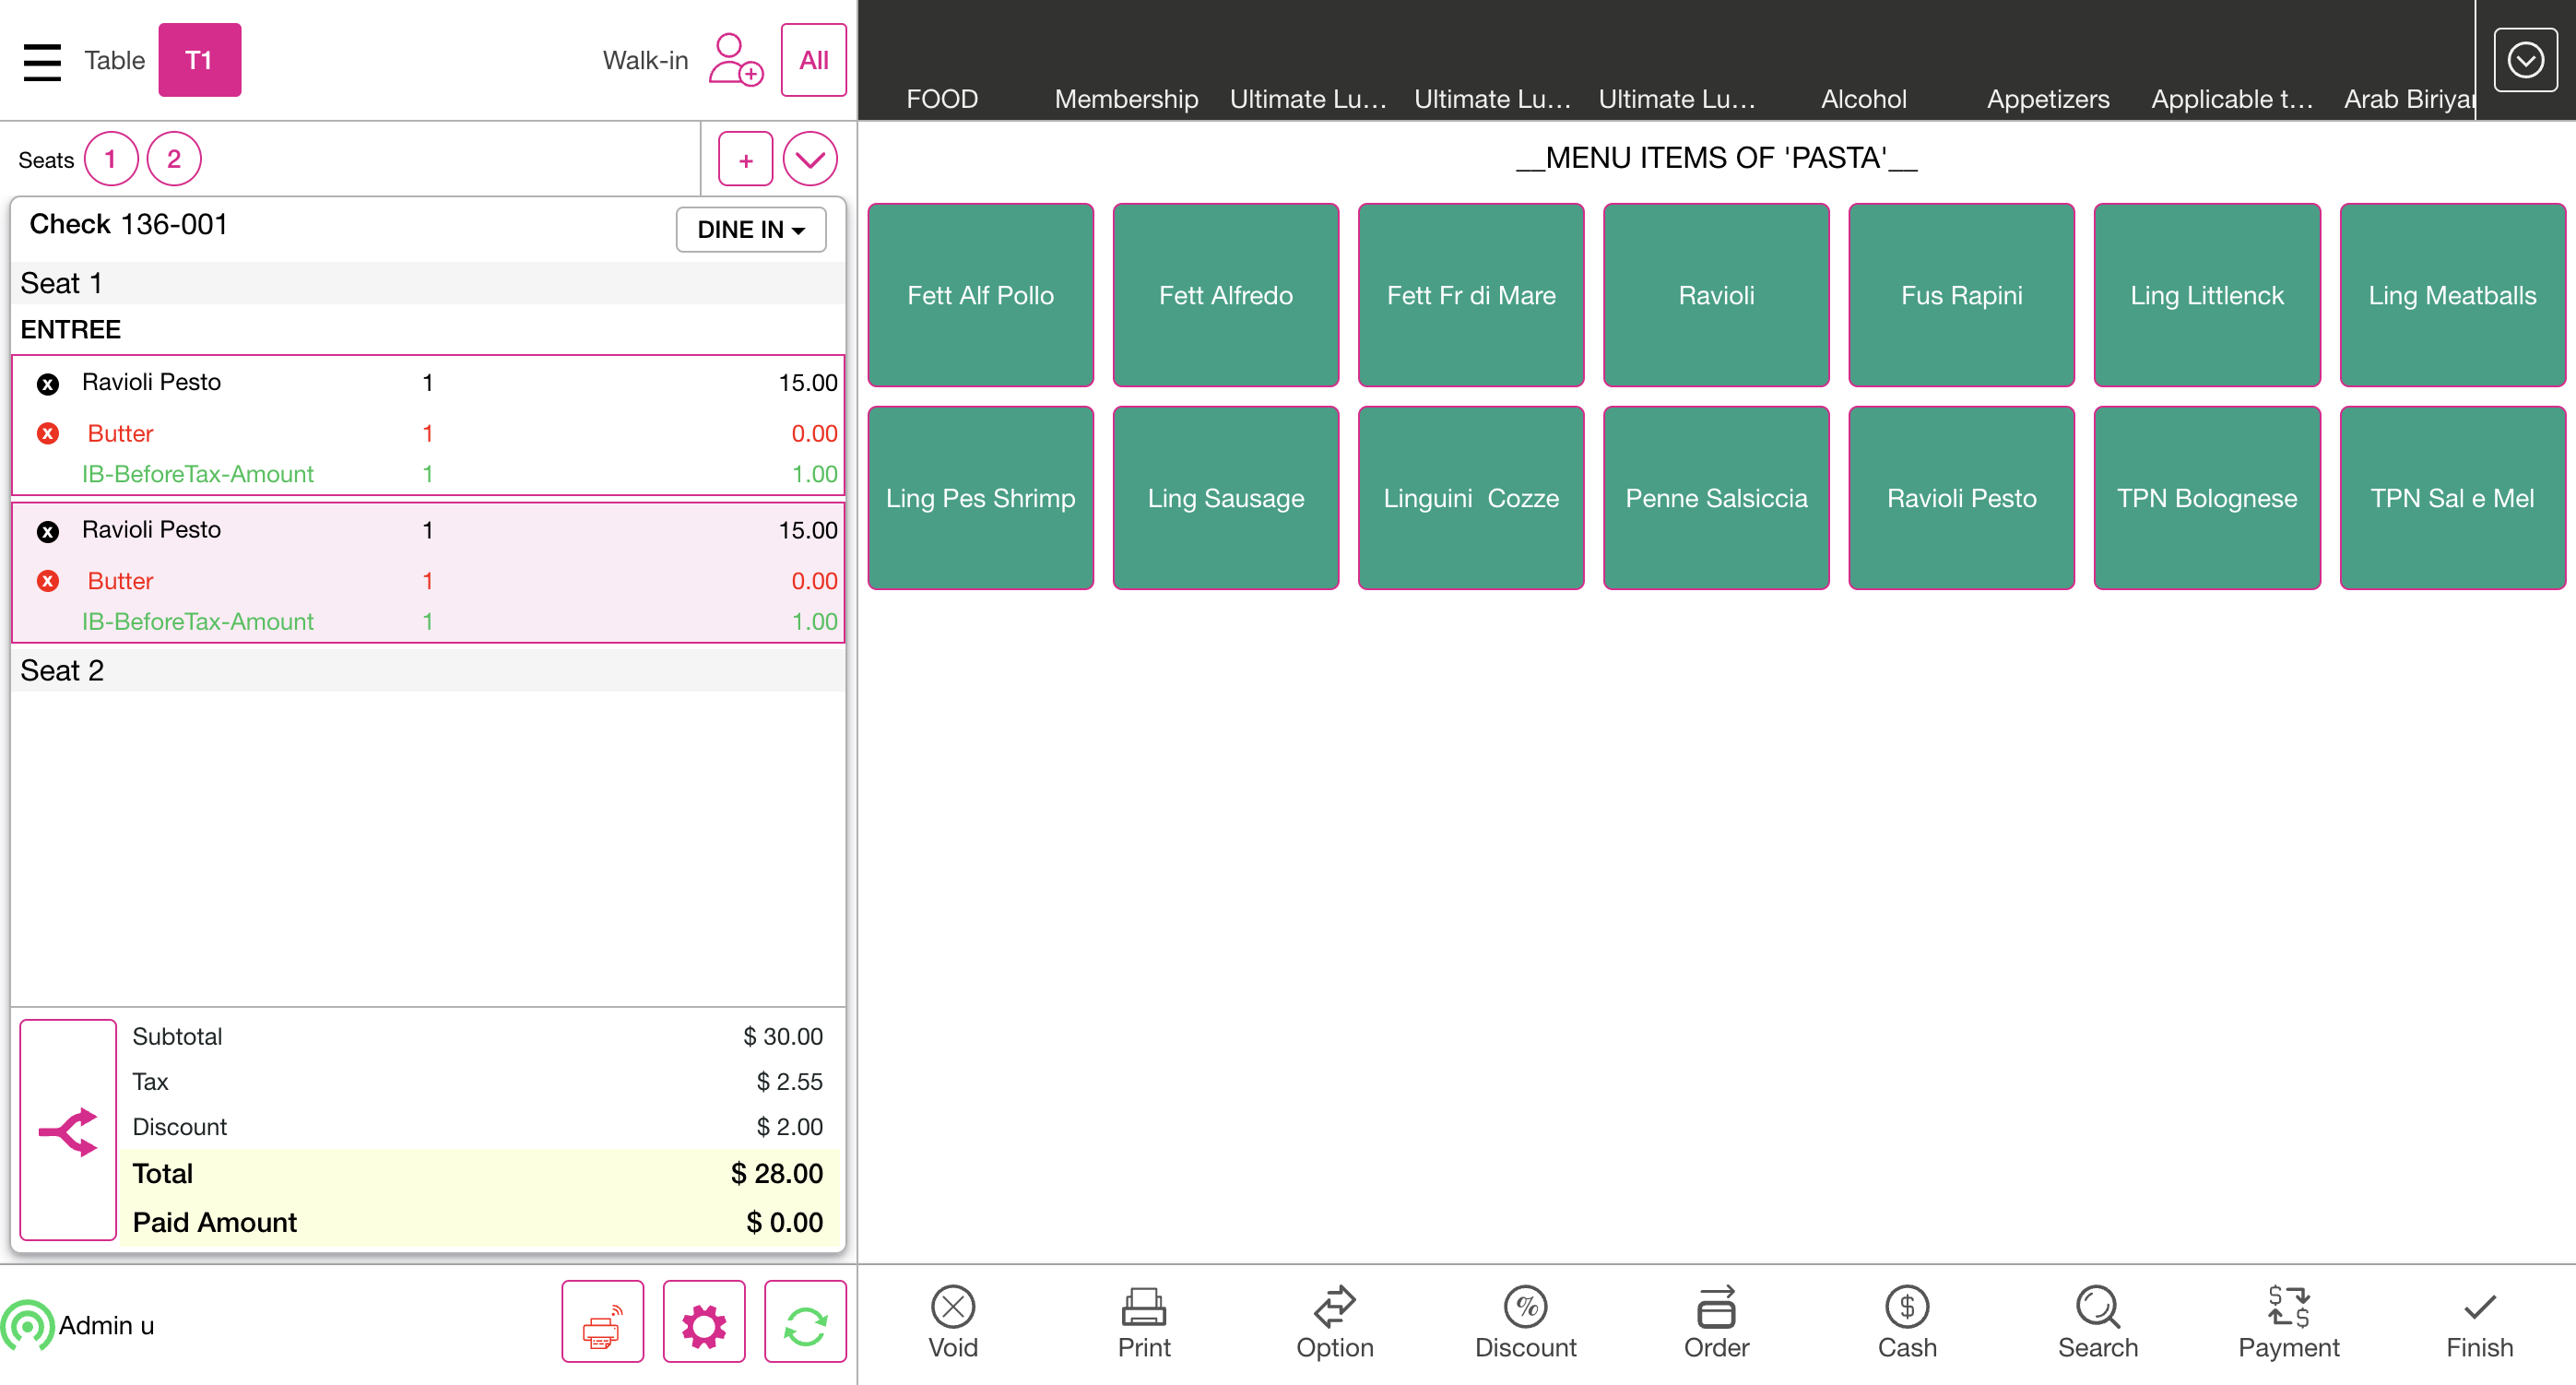 Table T1 Walk-in All
FOOD Membership Ultimate Lu... Ultimate Lu... Ultimate Lu... Alcohol Appetizers Applicable t... Arab Biriyar
Seats 1 2 +
__MENU ITEMS OF 'PASTA'__
Check 136-001 DINE IN
Seat 1
ENTREE
x Ravioli Pesto 1 15.00
x Butter 1 0.00
IB-BeforeTax-Amount 1 1.00
x Ravioli Pesto 1 15.00
x Butter 1 0.00
IB-BeforeTax-Amount 1 1.00
Seat 2
Fett Alf Pollo Fett Alfredo Fett Fr di Mare Ravioli Fus Rapini Ling Littlenck Ling Meatballs
Ling Pes Shrimp Ling Sausage Linguini  Cozze Penne Salsiccia Ravioli Pesto TPN Bolognese TPN Sal e Mel
Subtotal $ 30.00
Tax $ 2.55
Discount $ 2.00
Total $ 28.00
Paid Amount $ 0.00
Admin u
Void Print Option Discount Order Cash Search Payment Finish